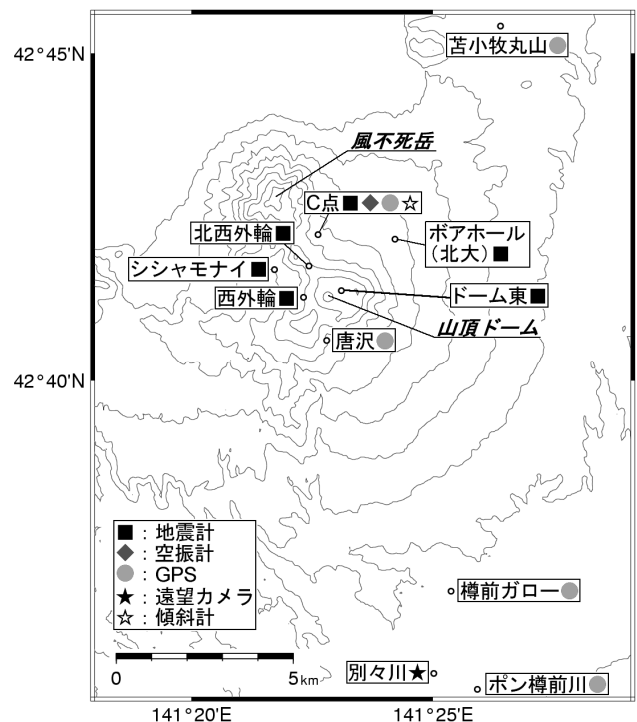 42°45'N
苫小牧丸山
風不死岳
C点■◆●☆
北西外輪■
ボアホール
(北大)■
シシャモナイ■
西外輪■
ドーム東■
山頂ドーム
唐沢●
42°40'N
■：地震計
◆：空振計
●：GPS
★：遠望カメラ
☆：傾斜計
樽前ガロー●
0 5km
別々川★
ポン樽前川●
141°20'E 141°25'E